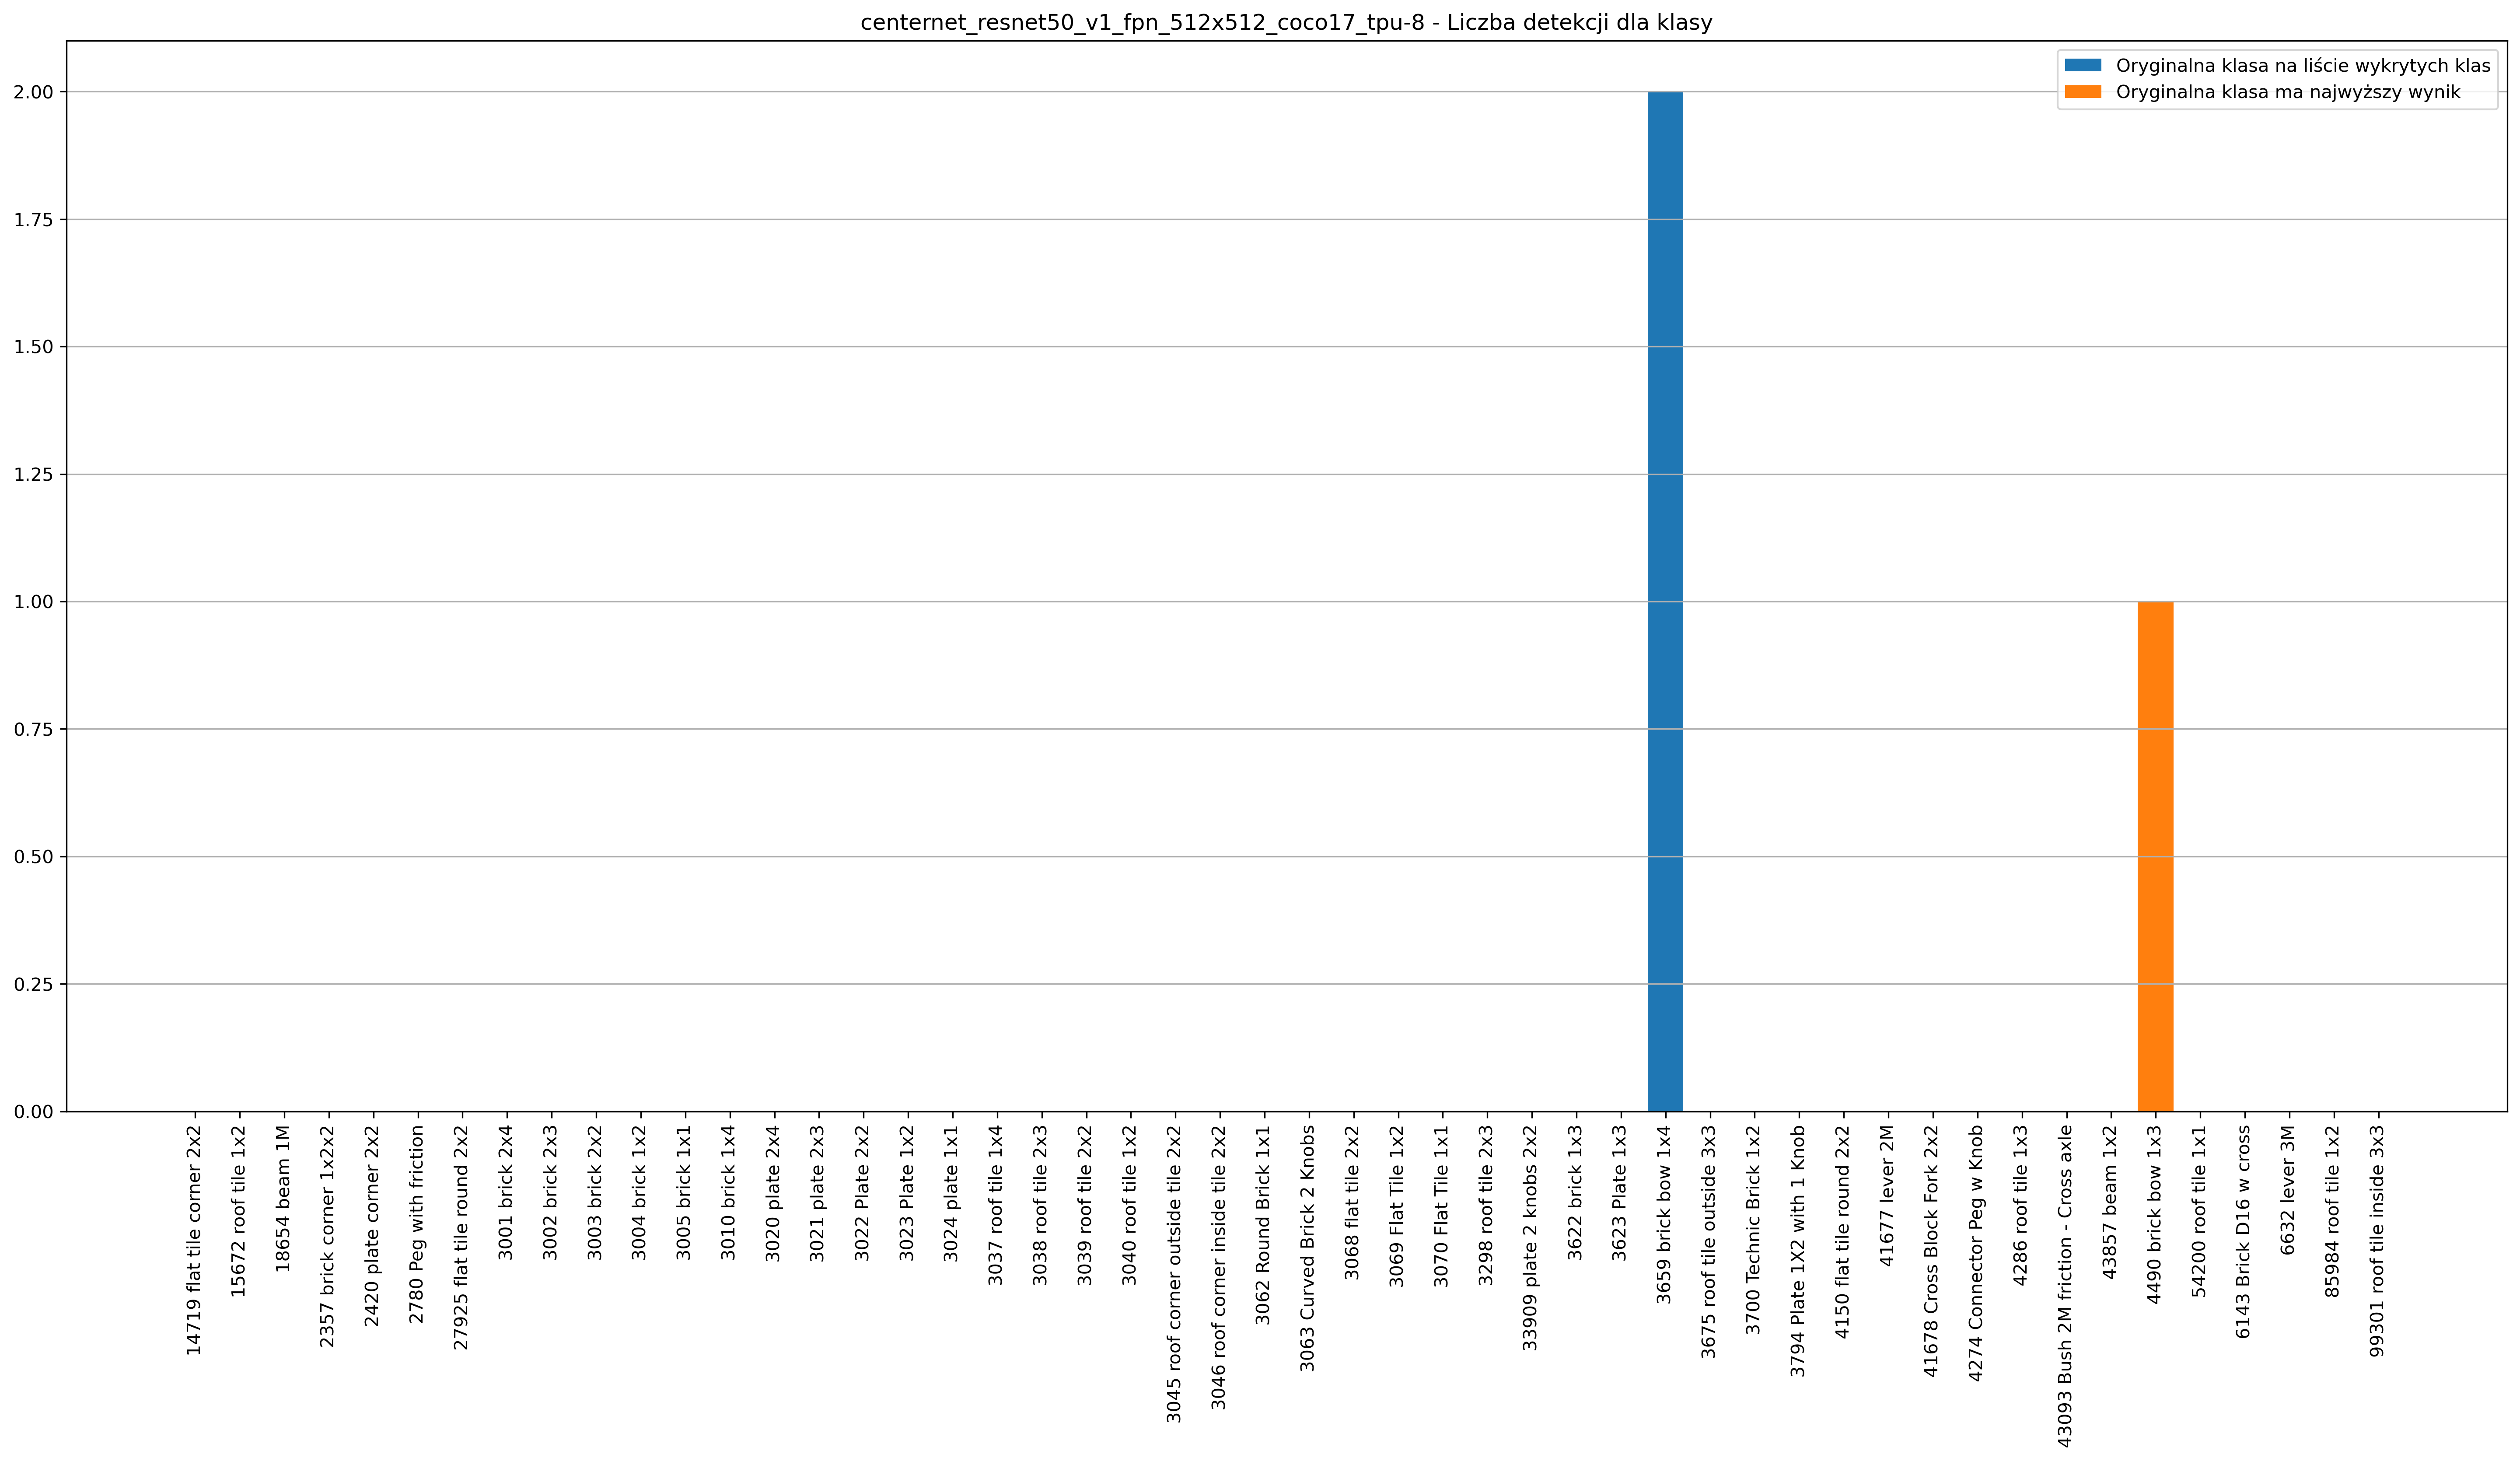 centernet_resnet50_v1_fpn_512x512_coco17_tpu-8 - Liczba detekcji dla klasy
Oryginalna klasa na liście wykrytych klas
Oryginalna klasa ma najwyższy wynik
2.00
1.75
1.50
1.25
1.00
0.75
0.50
0.25
0.00
14719 flat tile corner 2x2
15672 roof tile 1x2
18654 beam 1M
2357 brick corner 1x2x2
2420 plate corner 2x2
2780 Peg with friction
27925 flat tile round 2x2
3001 brick 2x4
3002 brick 2x3
3003 brick 2x2
3004 brick 1x2
3005 brick 1x1
3010 brick 1x4
3020 plate 2x4
3021 plate 2x3
3022 Plate 2x2
3023 Plate 1x2
3024 plate 1x1
3037 roof tile 1x4
3038 roof tile 2x3
3039 roof tile 2x2
3040 roof tile 1x2
3045 roof corner outside tile 2x2
3046 roof corner inside tile 2x2
3062 Round Brick 1x1
3063 Curved Brick 2 Knobs
3068 flat tile 2x2
3069 Flat Tile 1x2
3070 Flat Tile 1x1
3298 roof tile 2x3
33909 plate 2 knobs 2x2
3622 brick 1x3
3623 Plate 1x3
3659 brick bow 1x4
3675 roof tile outside 3x3
3700 Technic Brick 1x2
3794 Plate 1X2 with 1 Knob
4150 flat tile round 2x2
41677 lever 2M
41678 Cross Block Fork 2x2
4274 Connector Peg w Knob
4286 roof tile 1x3
43093 Bush 2M friction - Cross axle
43857 beam 1x2
4490 brick bow 1x3
54200 roof tile 1x1
6143 Brick D16 w cross
6632 lever 3M
85984 roof tile 1x2
99301 roof tile inside 3x3